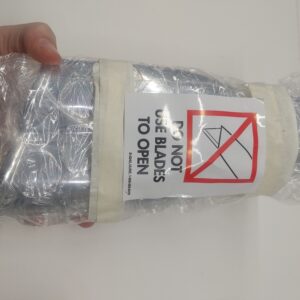 DO NOT
USE BLADES
TO OPEN